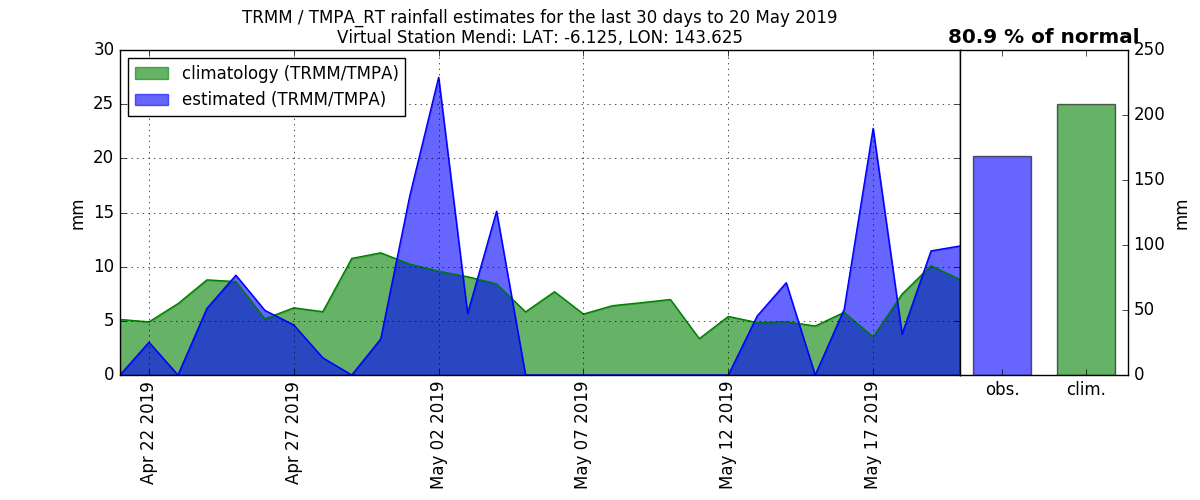 TRMM / TMPA_RT rainfall estimates for the last 30 days to 20 May 2019
Virtual Station Mendi: LAT: -6.125, LON: 143.625
80.9 % of normal
climatology (TRMM/TMPA)
estimated (TRMM/TMPA)
mm
30
25
20
15
10
5
0
Apr 22 2019
Apr 27 2019
May 02 2019
May 07 2019
May 12 2019
May 17 2019
obs.
clim.
250
200
150
100
50
0
mm